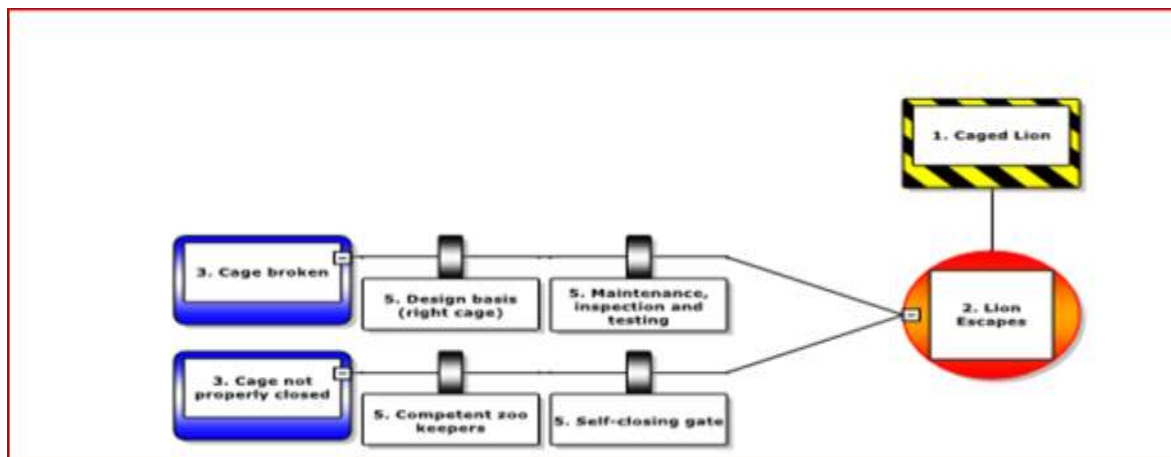 1. Caged Lion
3. Cage broken
5. Design basis
(right cage)
5. Maintenance,
inspection and
testing
2. Lion
Escapes
3. Cage not
properly closed
5. Competent zoo
keepers
5. Self-closing gate